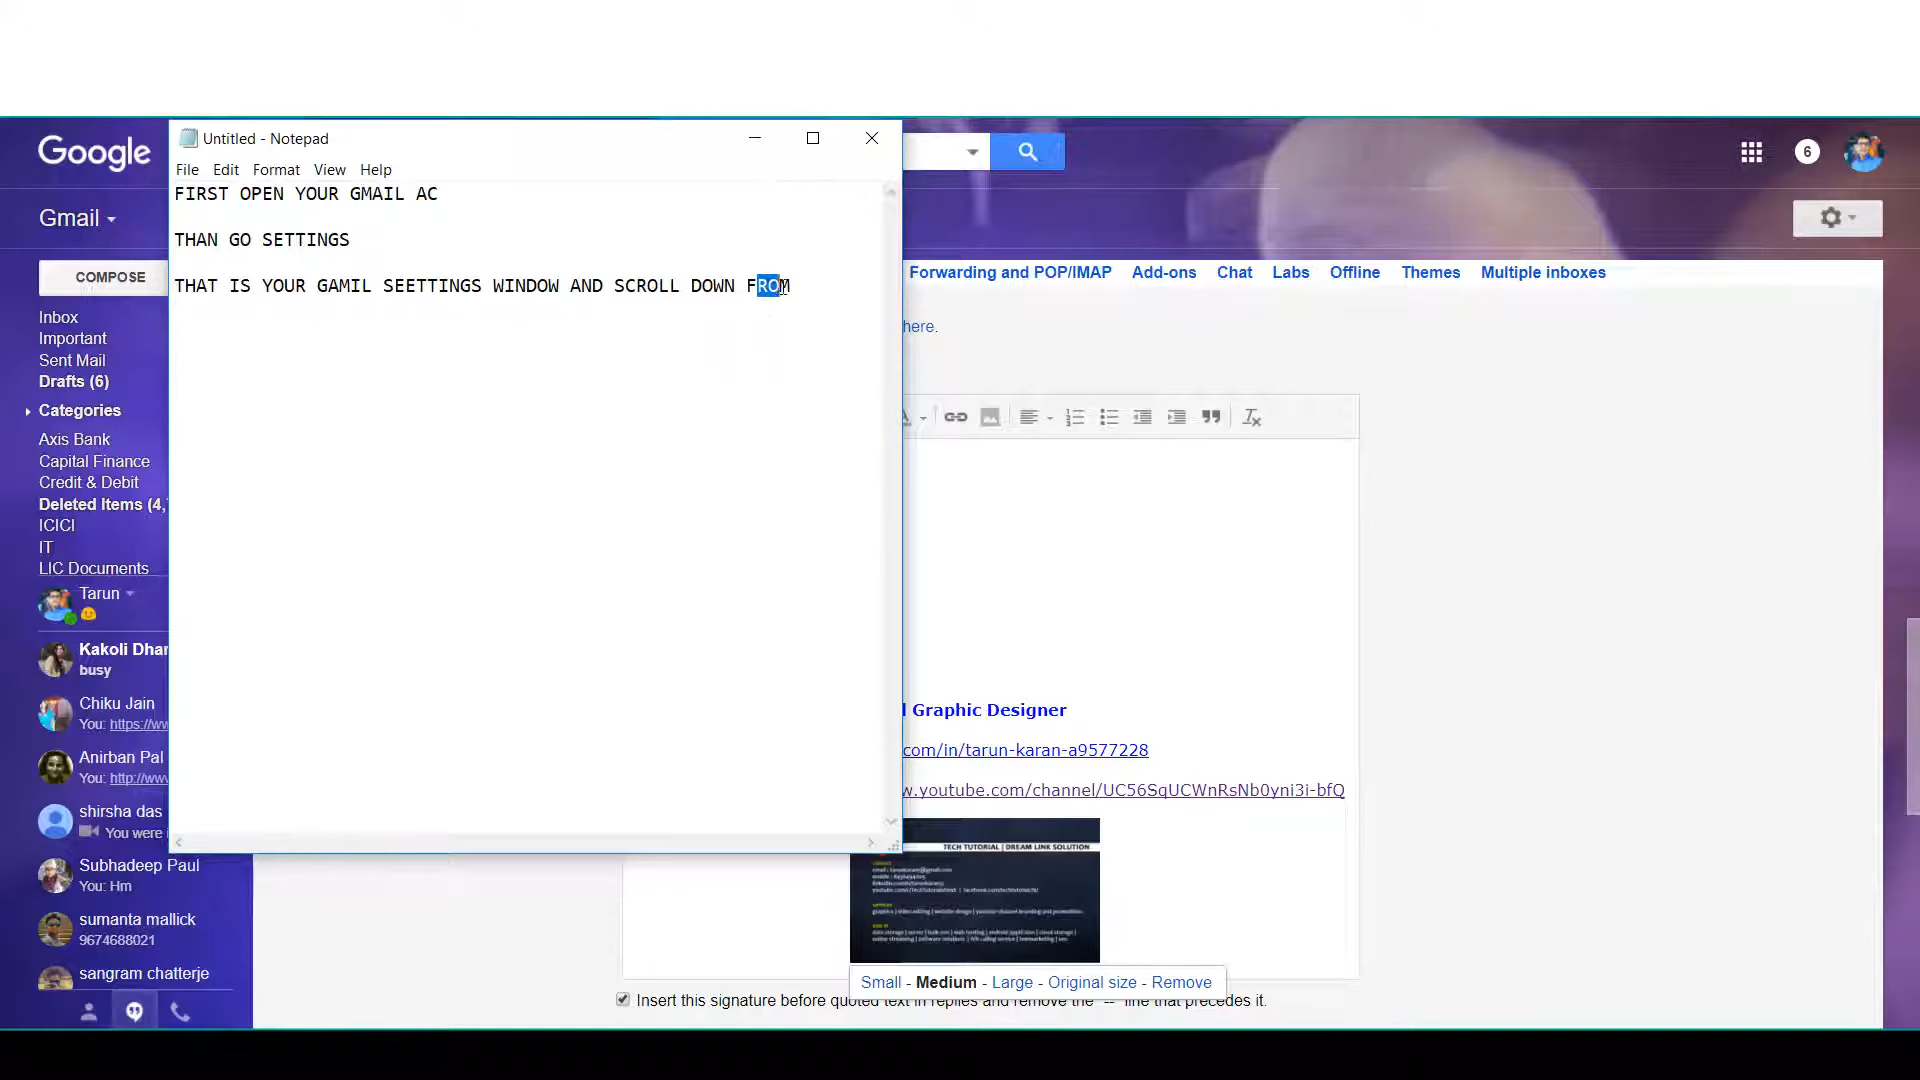 Google
Untitled - Notepad
File Edit Format View Help
FIRST OPEN YOUR GMAIL AC
THAN GO SETTINGS
THAT IS YOUR GAMIL SEETTINGS WINDOW AND SCROLL DOWN FROM
6
Gmail
COMPOSE
Forwarding and POP/IMAP Add-ons Chat Labs Offline Themes Multiple inboxes
here.
Inbox
Important
Sent Mail
Drafts (6)
Categories
Axis Bank
Capital Finance
Credit & Debit
Deleted Items (4,
ICICI
IT
LIC Documents
Tarun
Kakoli Dhar
busy
Chiku Jain
You: https://ww
Anirban Pal
You: http://www
shirsha das
You were
Subhadeep Paul
You: Hm
sumanta mallick
9674688021
sangram chatterje
Graphic Designer
com/in/tarun-karan-a9577228
w.youtube.com/channel/UC56SqUCWnRsNb0yni3i-bfQ
TECH TUTORIAL | DREAM LINK SOLUTION
Small - Medium - Large - Original size - Remove
Insert this signature before quoted text in replies and remove the "--" line that precedes it.